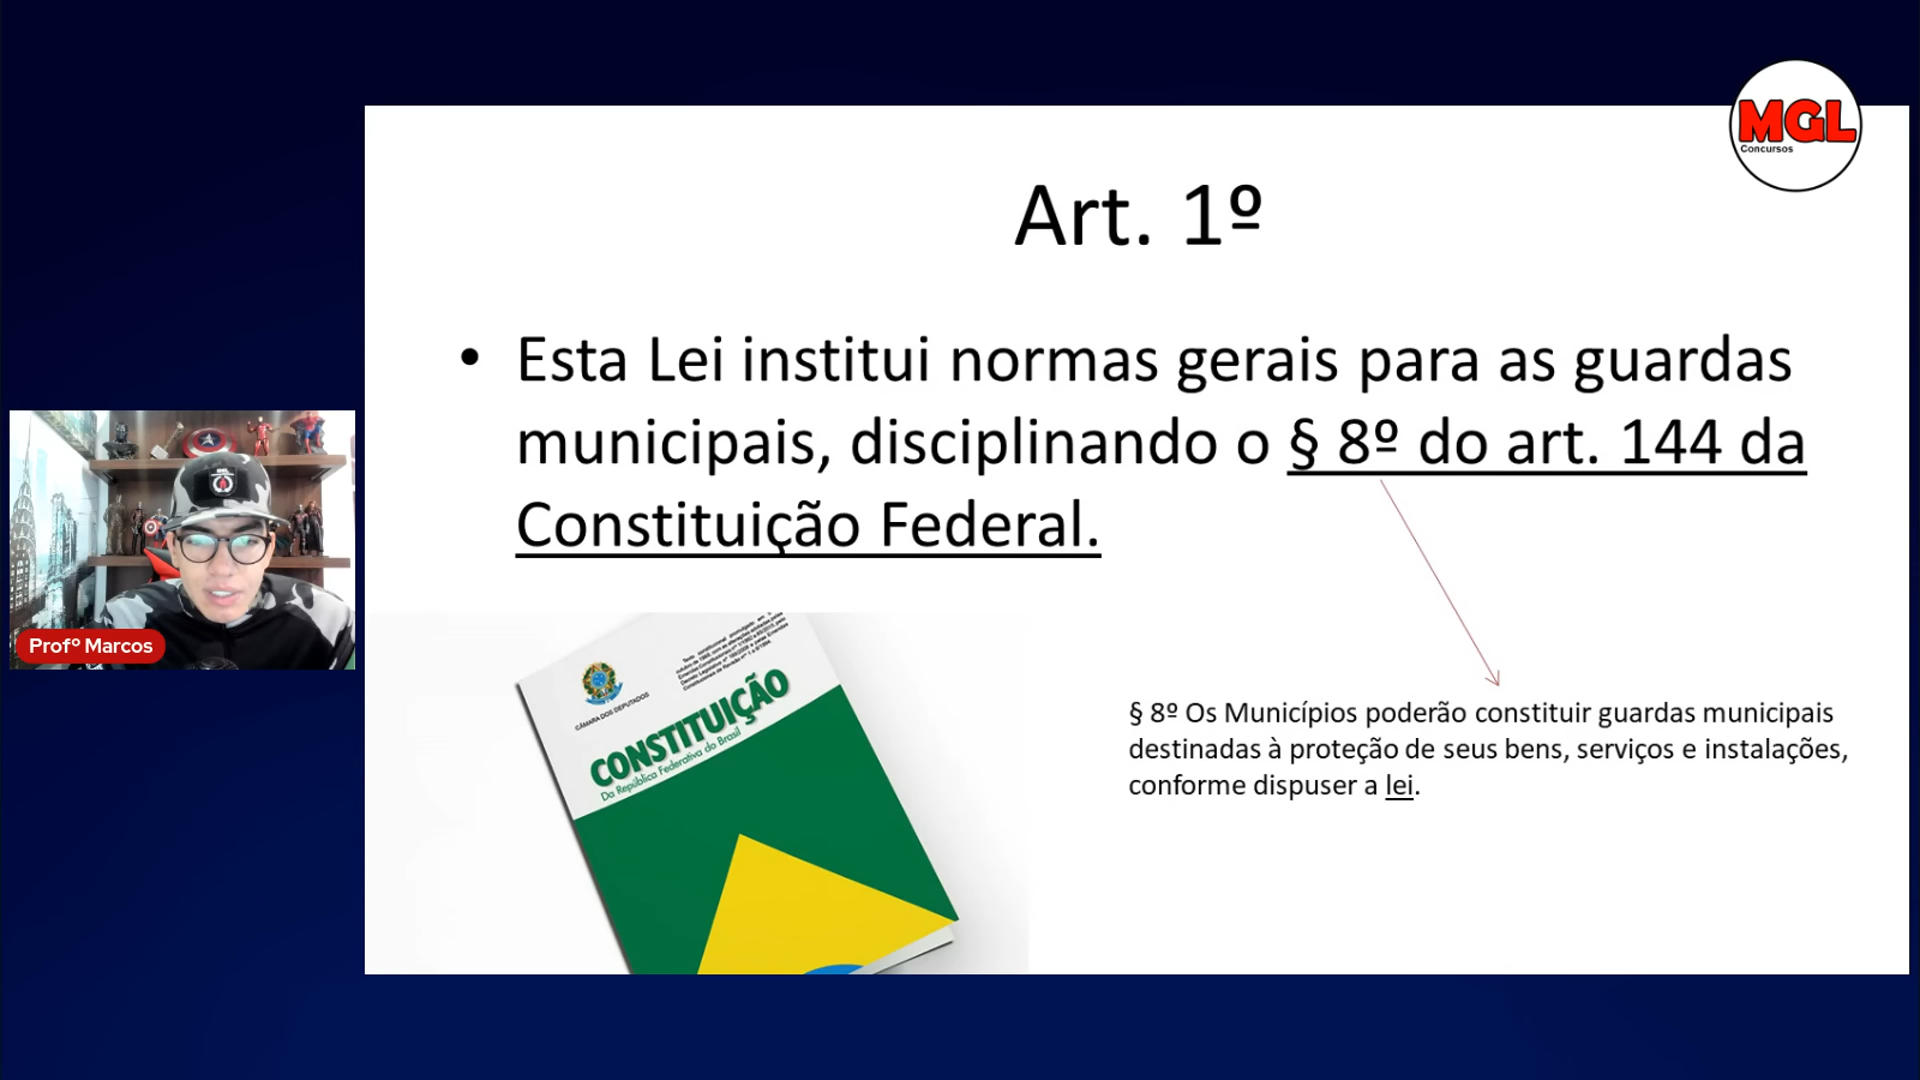 MGL
Concursos
Art. 1º
• Esta Lei institui normas gerais para as guardas
municipais, disciplinando o § 8º do art. 144 da
Constituição Federal.
Profº Marcos
CÂMARA DOS DEPUTADOS
CONSTITUIÇÃO
Da República Federativa do Brasil
§ 8º Os Municípios poderão constituir guardas municipais
destinadas à proteção de seus bens, serviços e instalações,
conforme dispuser a lei.